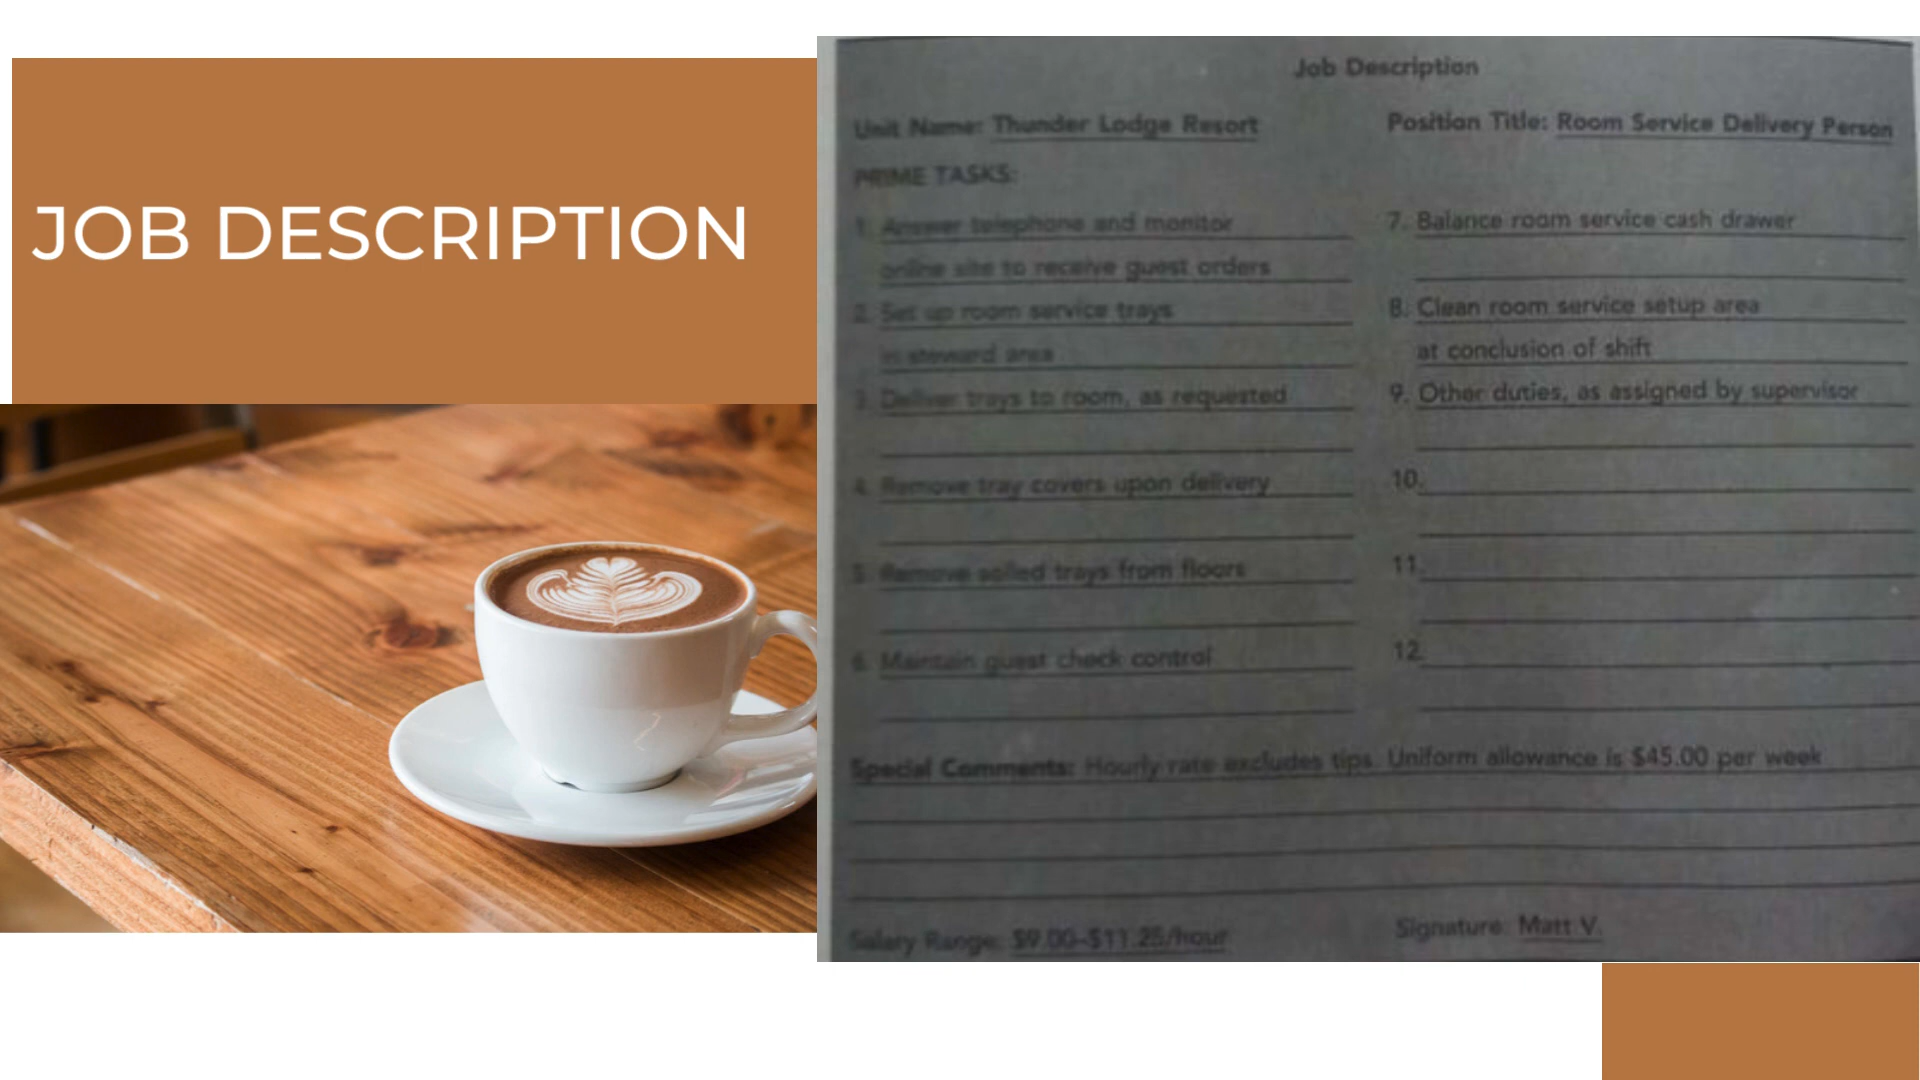 JOB DESCRIPTION
Job Description
Unit Name: Thunder Lodge Resort
Position Title: Room Service Delivery Person
PRIME TASKS:
1. Answer telephone and monitor
online site to receive guest orders
2. Set up room service trays
in steward area
3. Deliver trays to room, as requested
4. Remove tray covers upon delivery
5. Remove soiled trays from floors
6. Maintain guest check control
7. Balance room service cash drawer
8. Clean room service setup area
at conclusion of shift
9. Other duties, as assigned by supervisor
10.
11.
12.
Special Comments: Hourly rate excludes tips. Uniform allowance is $45.00 per week
Salary Range: $9.00–$11.25/hour
Signature: Matt V.